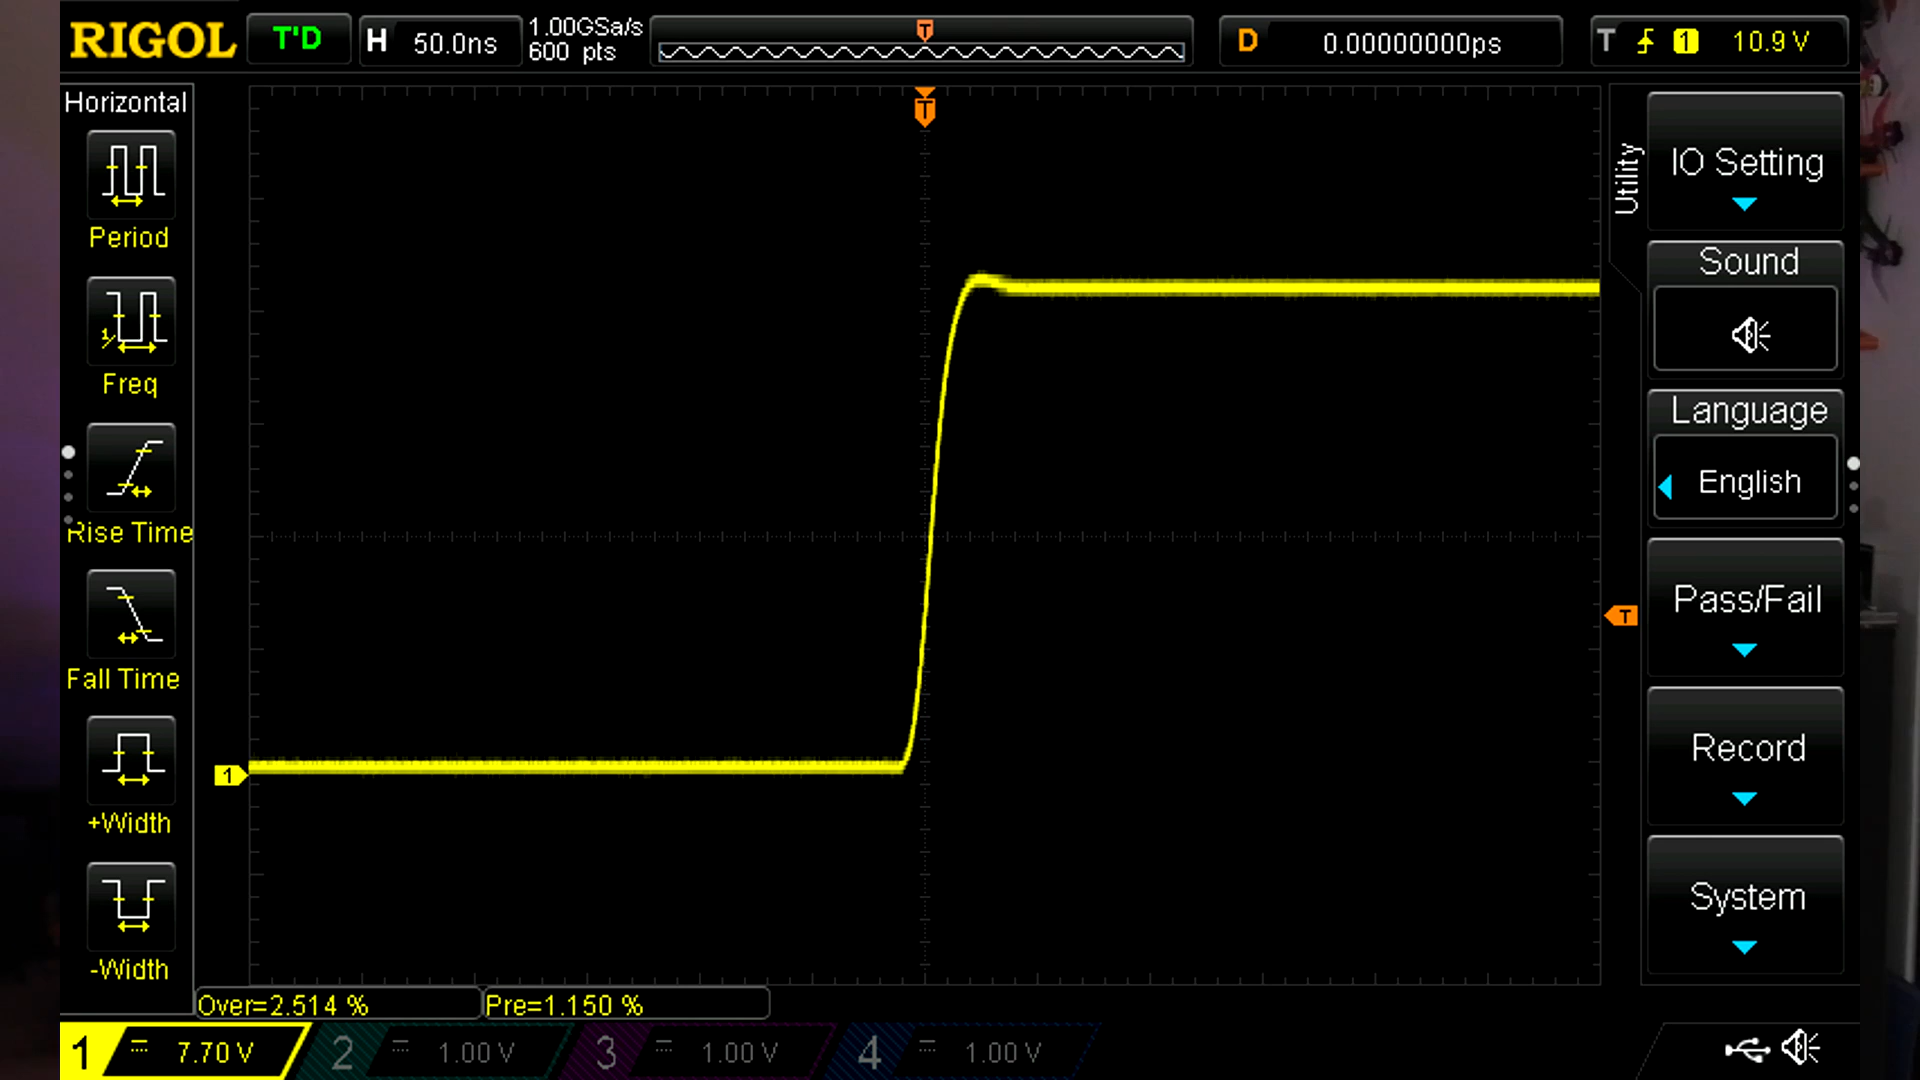 RIGOL T'D H 50.0ns 1.00GSa/s 600 pts T D 0.00000000ps T 1 10.9 V
Horizontal
Period
1/
Freq
Rise Time
Fall Time
+Width
-Width
T
1
T
Utility
IO Setting
Sound
Language
English
Pass/Fail
Record
System
Over=2.514 % Pre=1.150 %
1 7.70 V 2 1.00 V 3 1.00 V 4 1.00 V